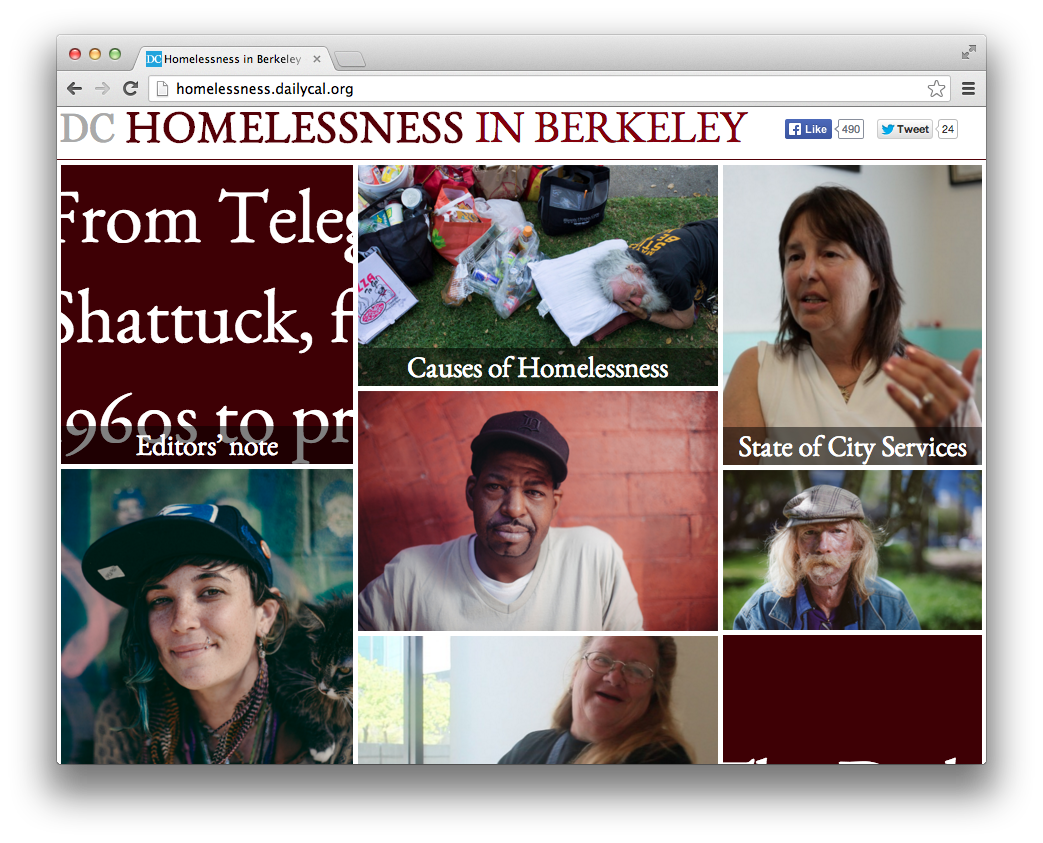 DC Homelessness in Berkeley
homelessness.dailycal.org
DC HOMELESSNESS IN BERKELEY
Like 490
Tweet 24
From Teleg
Shattuck, f
1960s to pr
Editors’ note
Causes of Homelessness
State of City Services